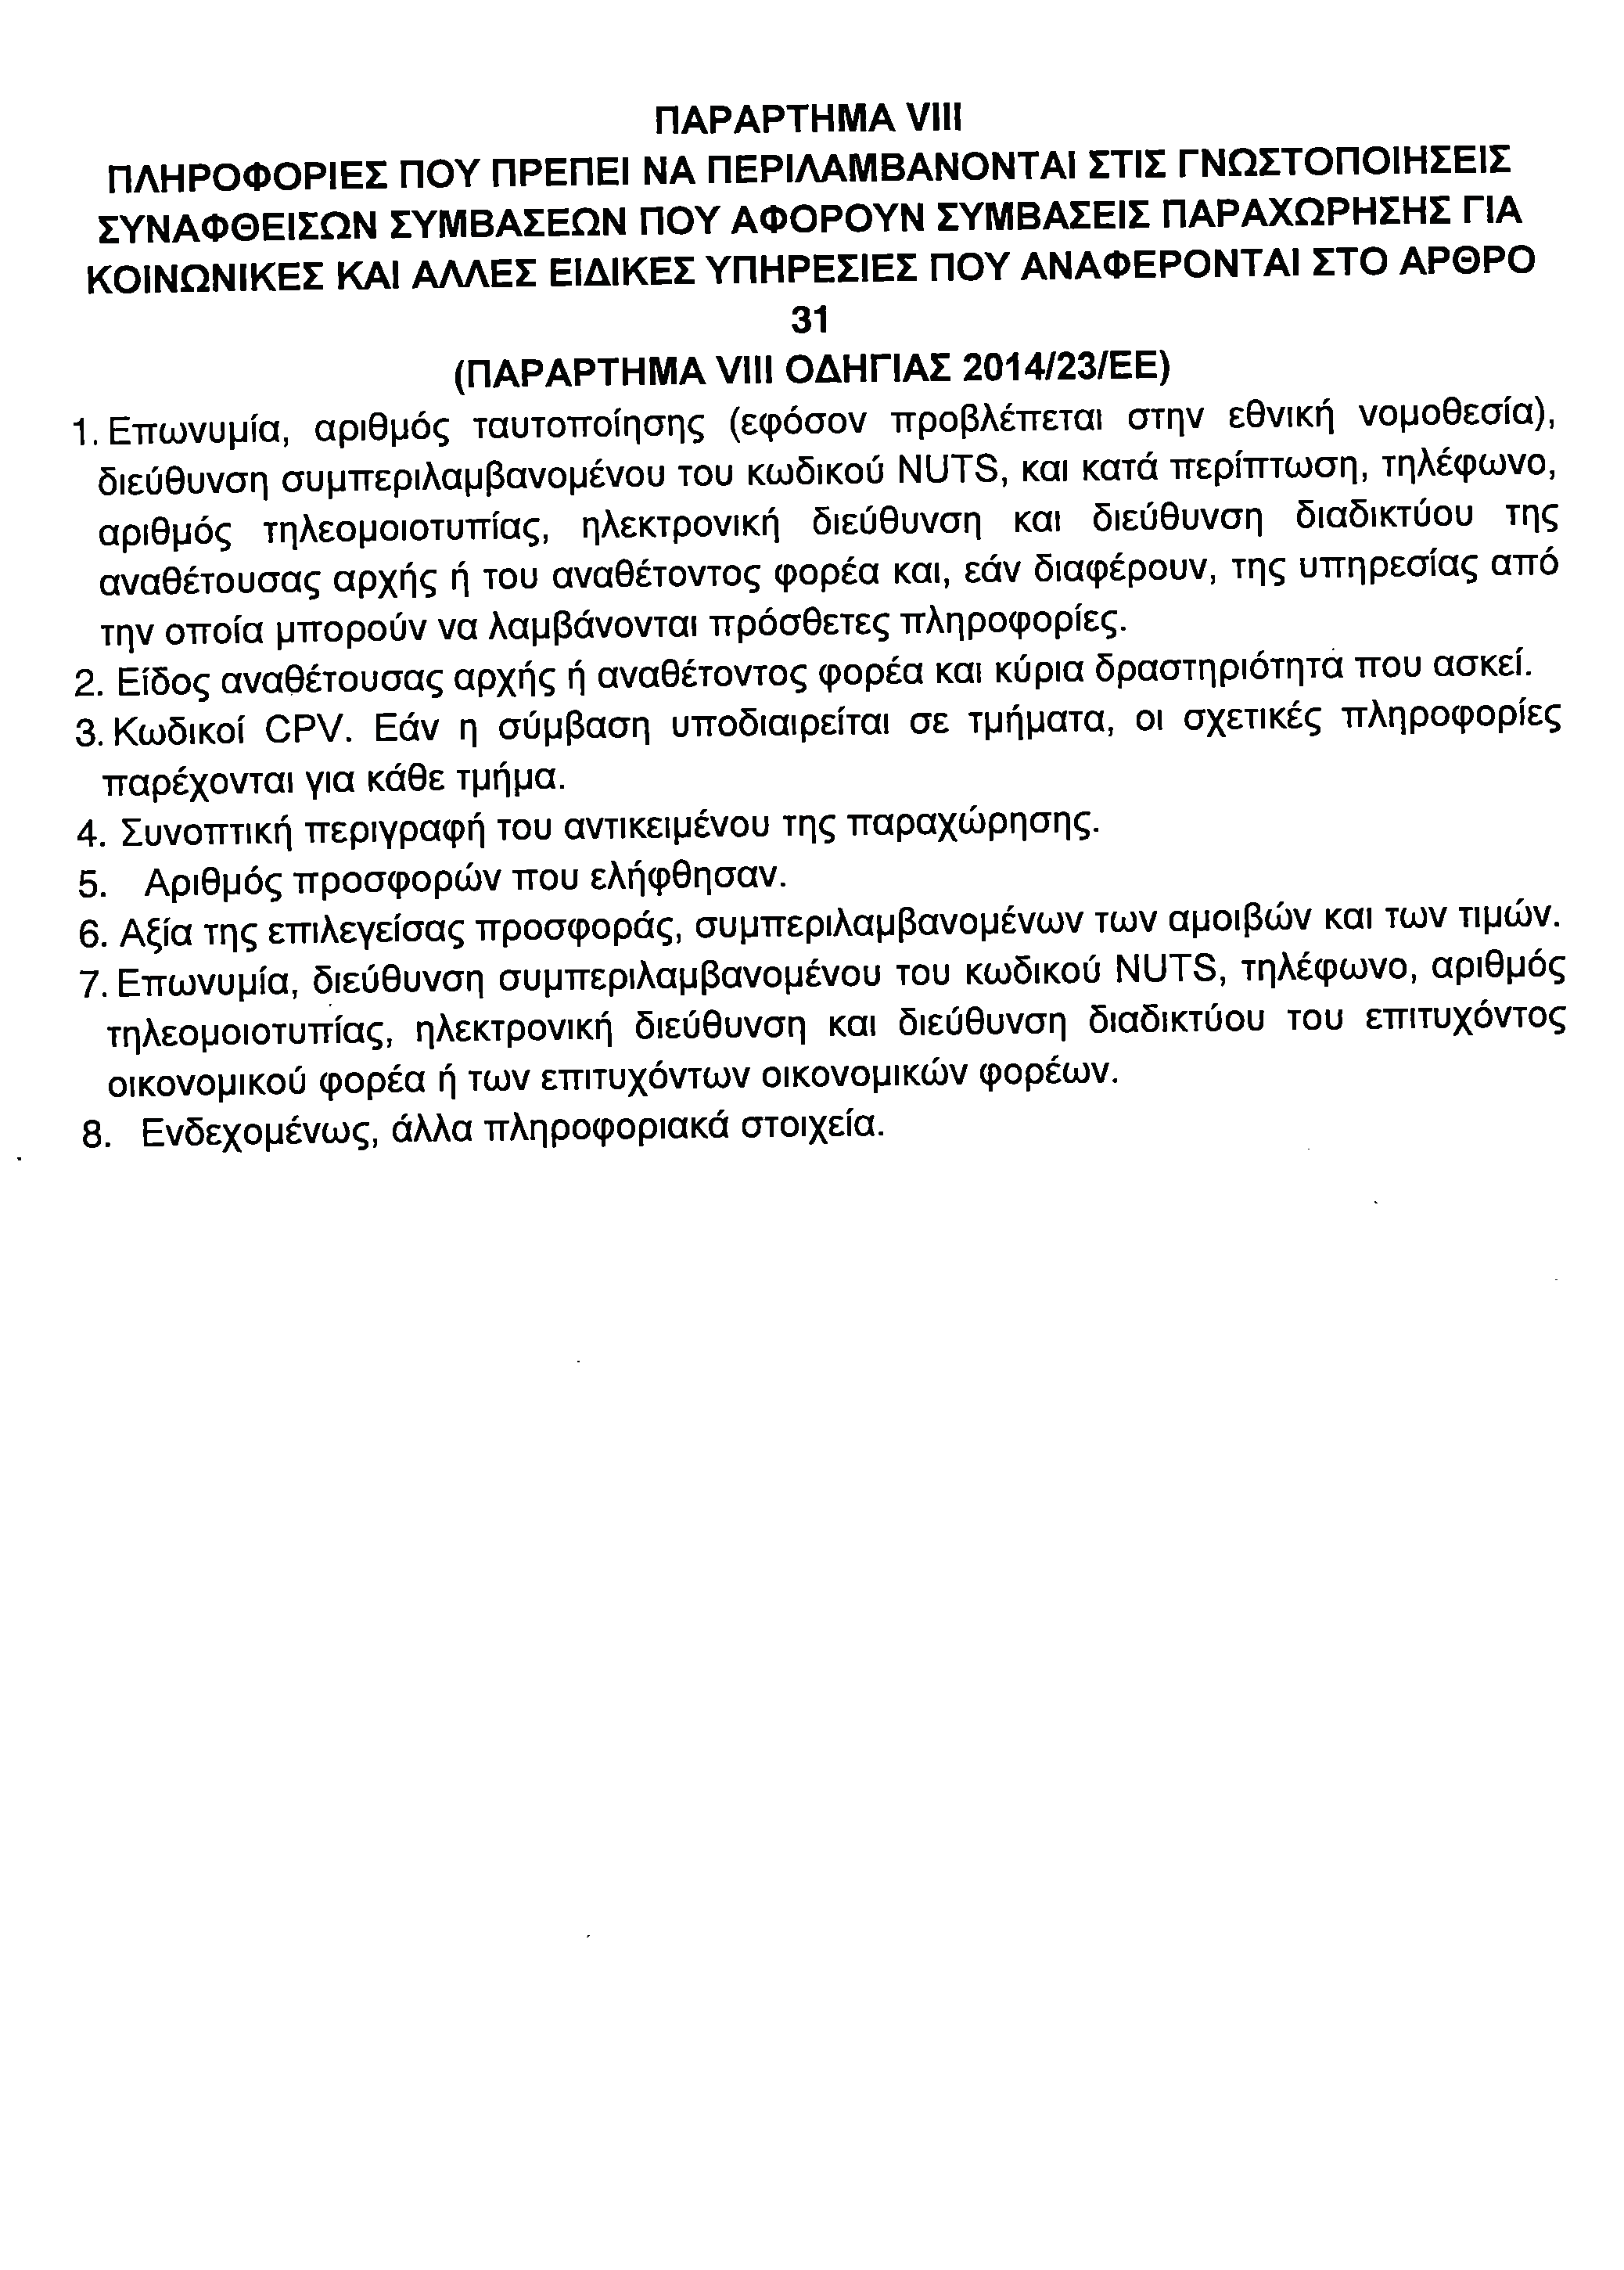 ΠΑΡΑΡΤΗΜΑ VIII
ΠΛΗΡΟΦΟΡΙΕΣ ΠΟΥ ΠΡΕΠΕΙ ΝΑ ΠΕΡΙΛΑΜΒΑΝΟΝΤΑΙ ΣΤΙΣ ΓΝΩΣΤΟΠΟΙΗΣΕΙΣ
ΣΥΝΑΦΘΕΙΣΩΝ ΣΥΜΒΑΣΕΩΝ ΠΟΥ ΑΦΟΡΟΥΝ ΣΥΜΒΑΣΕΙΣ ΠΑΡΑΧΩΡΗΣΗΣ ΓΙΑ
ΚΟΙΝΩΝΙΚΕΣ ΚΑΙ ΑΛΛΕΣ ΕΙΔΙΚΕΣ ΥΠΗΡΕΣΙΕΣ ΠΟΥ ΑΝΑΦΕΡΟΝΤΑΙ ΣΤΟ ΑΡΘΡΟ
31
(ΠΑΡΑΡΤΗΜΑ VIII ΟΔΗΓΙΑΣ 2014/23/ΕΕ)
1. Επωνυμία, αριθμός ταυτοποίησης (εφόσον προβλέπεται στην εθνική νομοθεσία),
διεύθυνση συμπεριλαμβανομένου του κωδικού NUTS, και κατά περίπτωση, τηλέφωνο,
αριθμός τηλεομοιοτυπίας, ηλεκτρονική διεύθυνση και διεύθυνση διαδικτύου της
αναθέτουσας αρχής ή του αναθέτοντος φορέα και, εάν διαφέρουν, της υπηρεσίας από
την οποία μπορούν να λαμβάνονται πρόσθετες πληροφορίες.
2. Είδος αναθέτουσας αρχής ή αναθέτοντος φορέα και κύρια δραστηριότητα που ασκεί.
3. Κωδικοί CPV. Εάν η σύμβαση υποδιαιρείται σε τμήματα, οι σχετικές πληροφορίες
παρέχονται για κάθε τμήμα.
4. Συνοπτική περιγραφή του αντικειμένου της παραχώρησης.
5. Αριθμός προσφορών που ελήφθησαν.
6. Αξία της επιλεγείσας προσφοράς, συμπεριλαμβανομένων των αμοιβών και των τιμών.
7. Επωνυμία, διεύθυνση συμπεριλαμβανομένου του κωδικού NUTS, τηλέφωνο, αριθμός
τηλεομοιοτυπίας, ηλεκτρονική διεύθυνση και διεύθυνση διαδικτύου του επιτυχόντος
οικονομικού φορέα ή των επιτυχόντων οικονομικών φορέων.
8. Ενδεχομένως, άλλα πληροφοριακά στοιχεία.